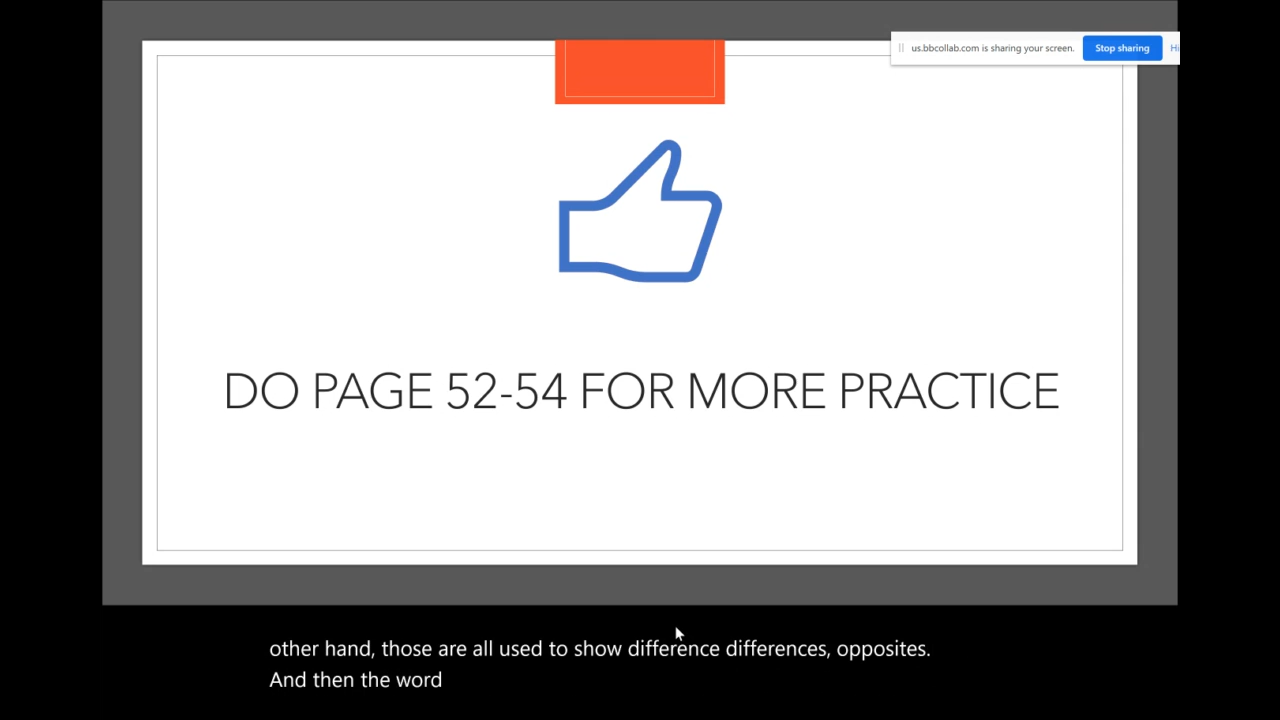 us.bbcollab.com is sharing your screen. Stop sharing
DO PAGE 52-54 FOR MORE PRACTICE
other hand, those are all used to show difference differences, opposites.
And then the word